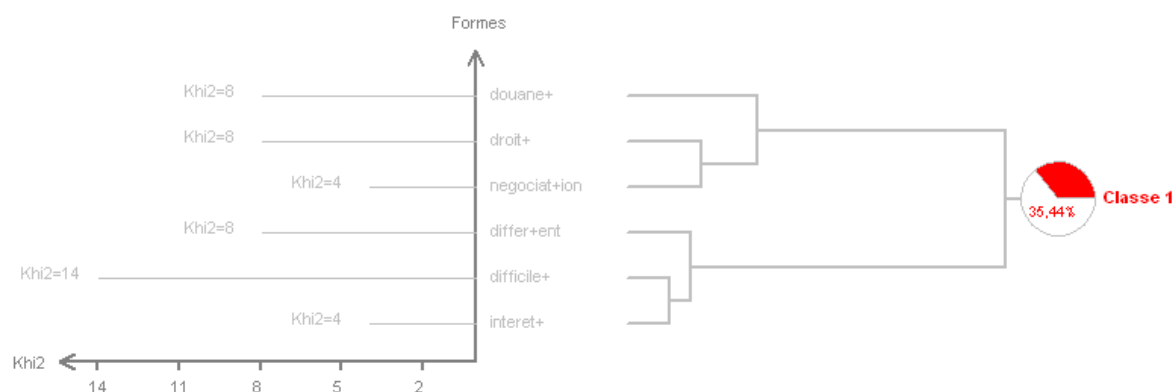 Formes
Khi2=8 douane+
Khi2=8 droit+
Khi2=4 negociat+ion
35,44% Classe 1
Khi2=8 differ+ent
Khi2=14 difficile+
Khi2=4 interet+
Khi2
14 11 8 5 2